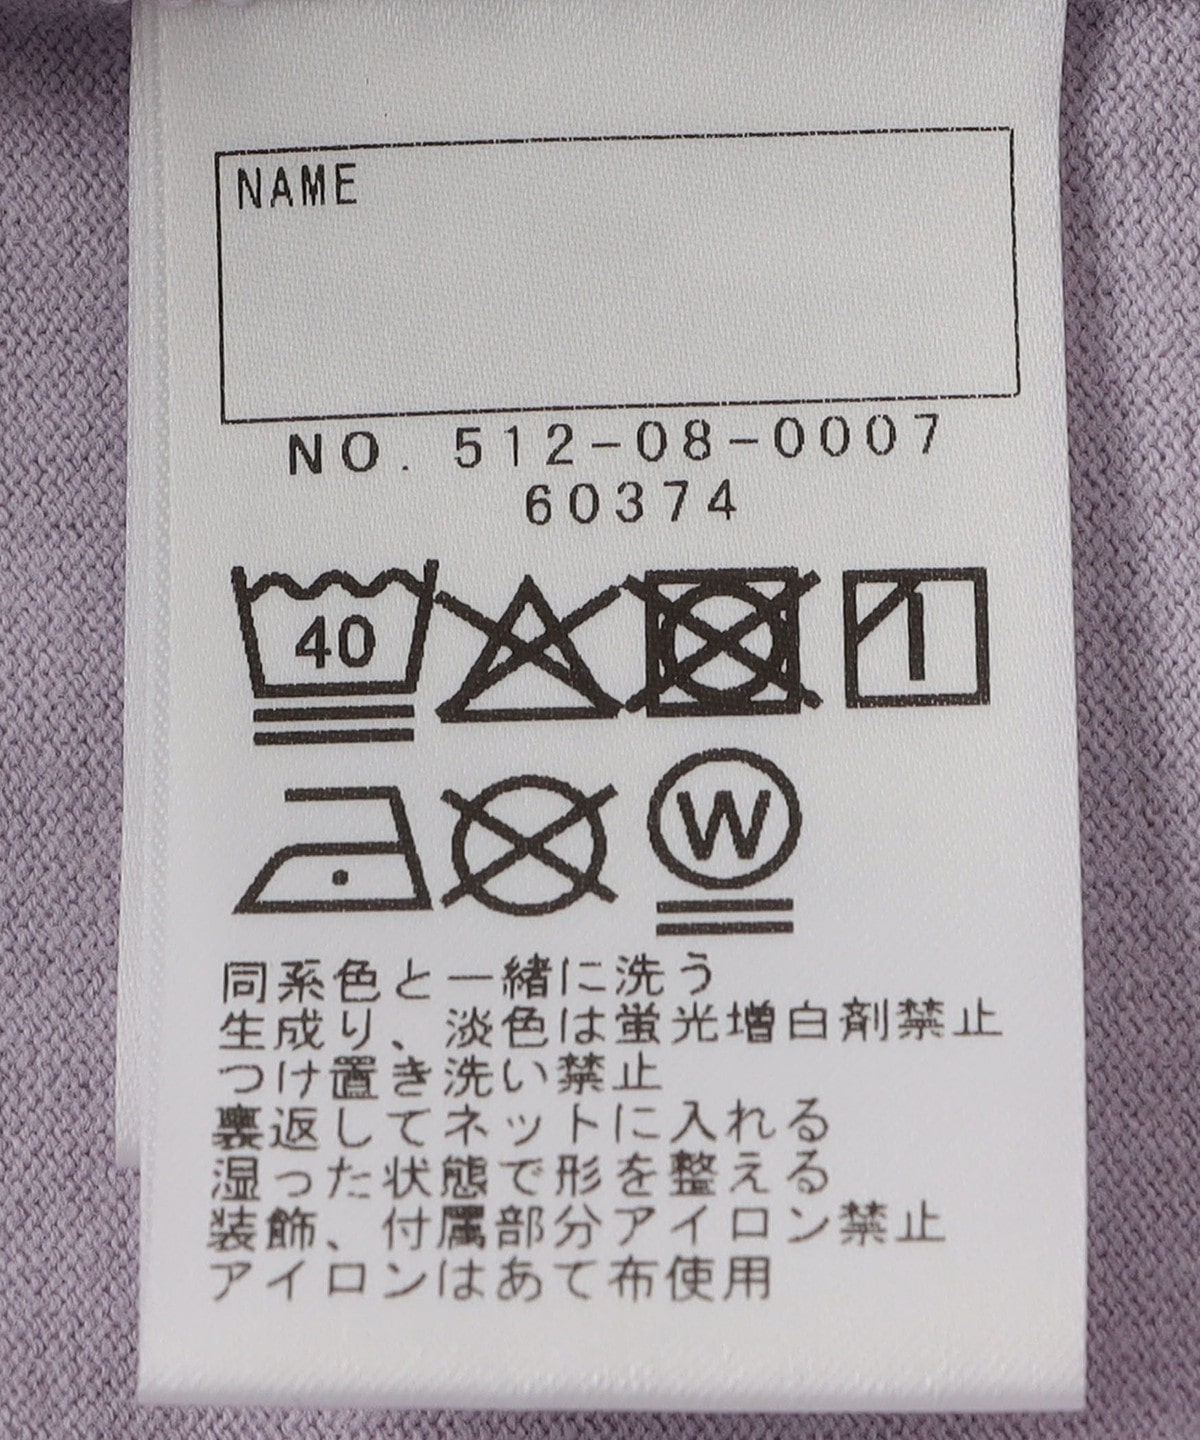 NAME
NO. 512-08-0007
60374
40
W
同系色と一緒に洗う
生成り、淡色は蛍光増白剤禁止
つけ置き洗い禁止
裏返してネットに入れる
湿った状態で形を整える
装飾、付属部分アイロン禁止
アイロンはあて布使用